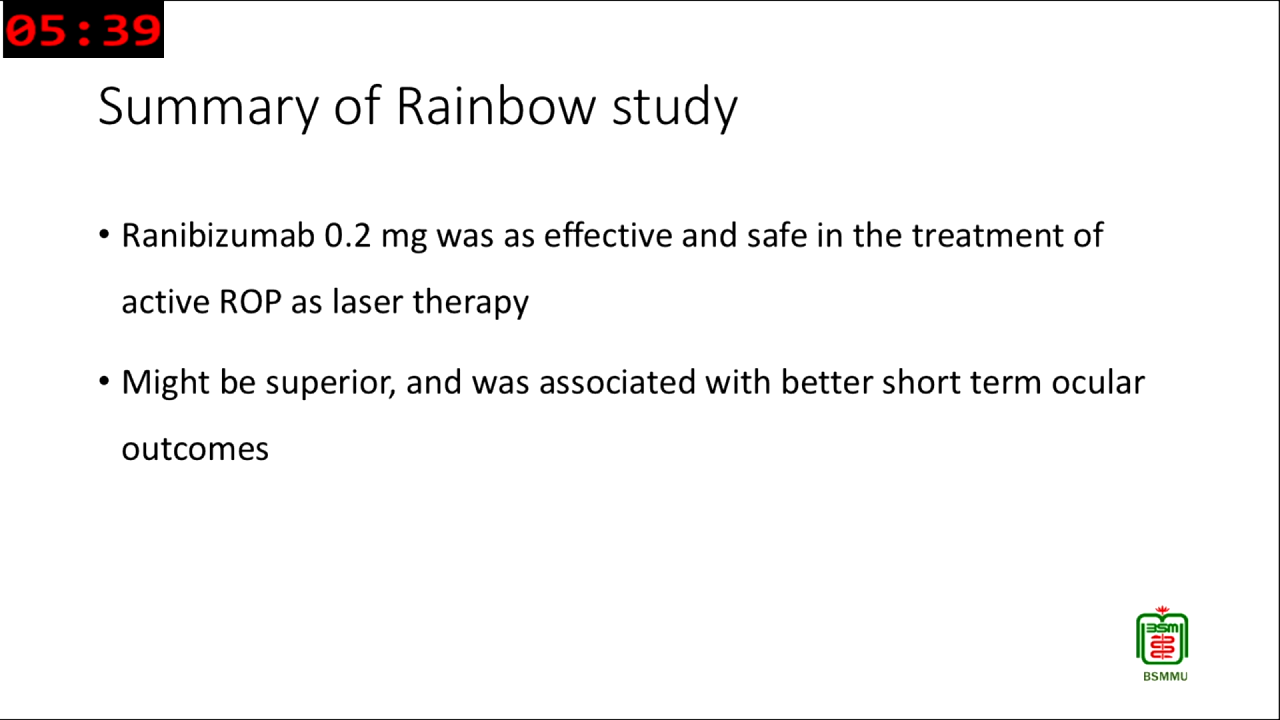 05:39
Summary of Rainbow study
• Ranibizumab 0.2 mg was as effective and safe in the treatment of
active ROP as laser therapy
• Might be superior, and was associated with better short term ocular
outcomes
BSM
BSMMU